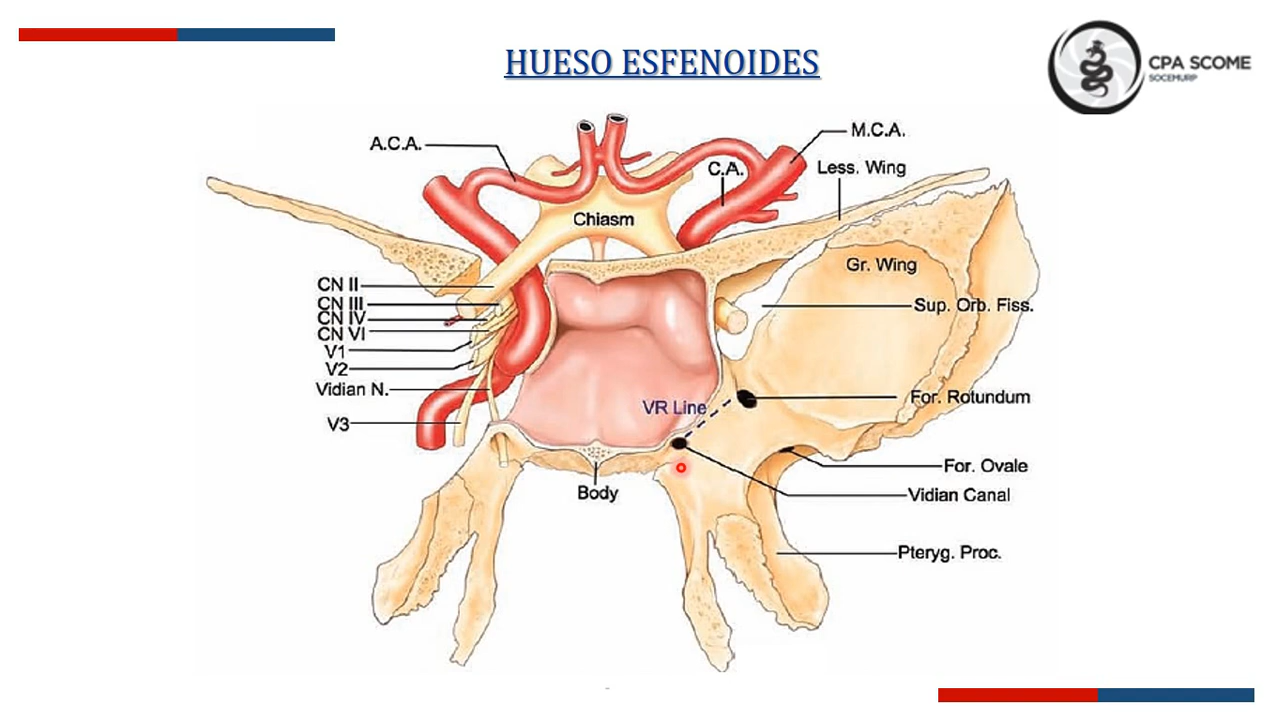 HUESO ESFENOIDES
CPA SCOME
SOCEMURP
A.C.A.
M.C.A.
C.A.
Less. Wing
Chiasm
Gr. Wing
CN II
CN III
CN IV
CN VI
V1
V2
Vidian N.
V3
Sup. Orb. Fiss.
VR Line
For. Rotundum
For. Ovale
Vidian Canal
Body
Pteryg. Proc.